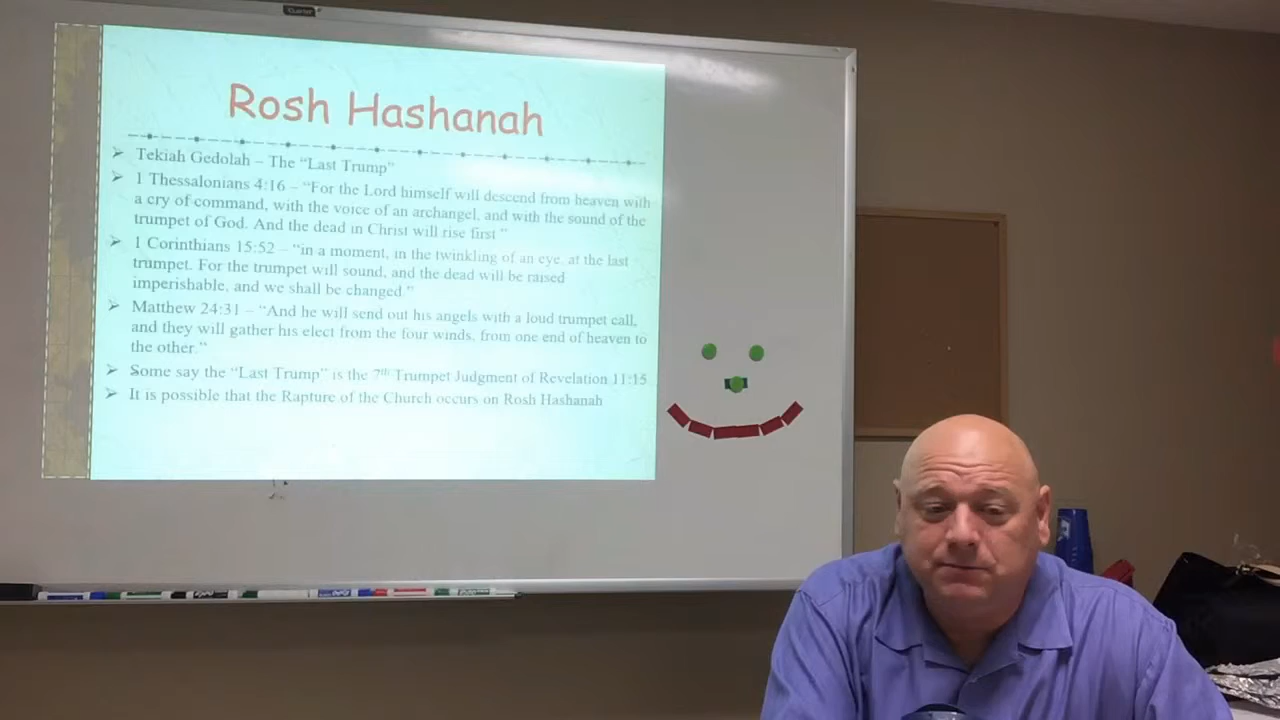 Rosh Hashanah
Tekiah Gedolah – The “Last Trump”
1 Thessalonians 4:16 – “For the Lord himself will descend from heaven with
a cry of command, with the voice of an archangel, and with the sound of the
trumpet of God. And the dead in Christ will rise first.”
1 Corinthians 15:52 – “in a moment, in the twinkling of an eye, at the last
trumpet. For the trumpet will sound, and the dead will be raised
imperishable, and we shall be changed.”
Matthew 24:31 – “And he will send out his angels with a loud trumpet call,
and they will gather his elect from the four winds, from one end of heaven to
the other.”
Some say the “Last Trump” is the 7th Trumpet Judgment of Revelation 11:15
It is possible that the Rapture of the Church occurs on Rosh Hashanah